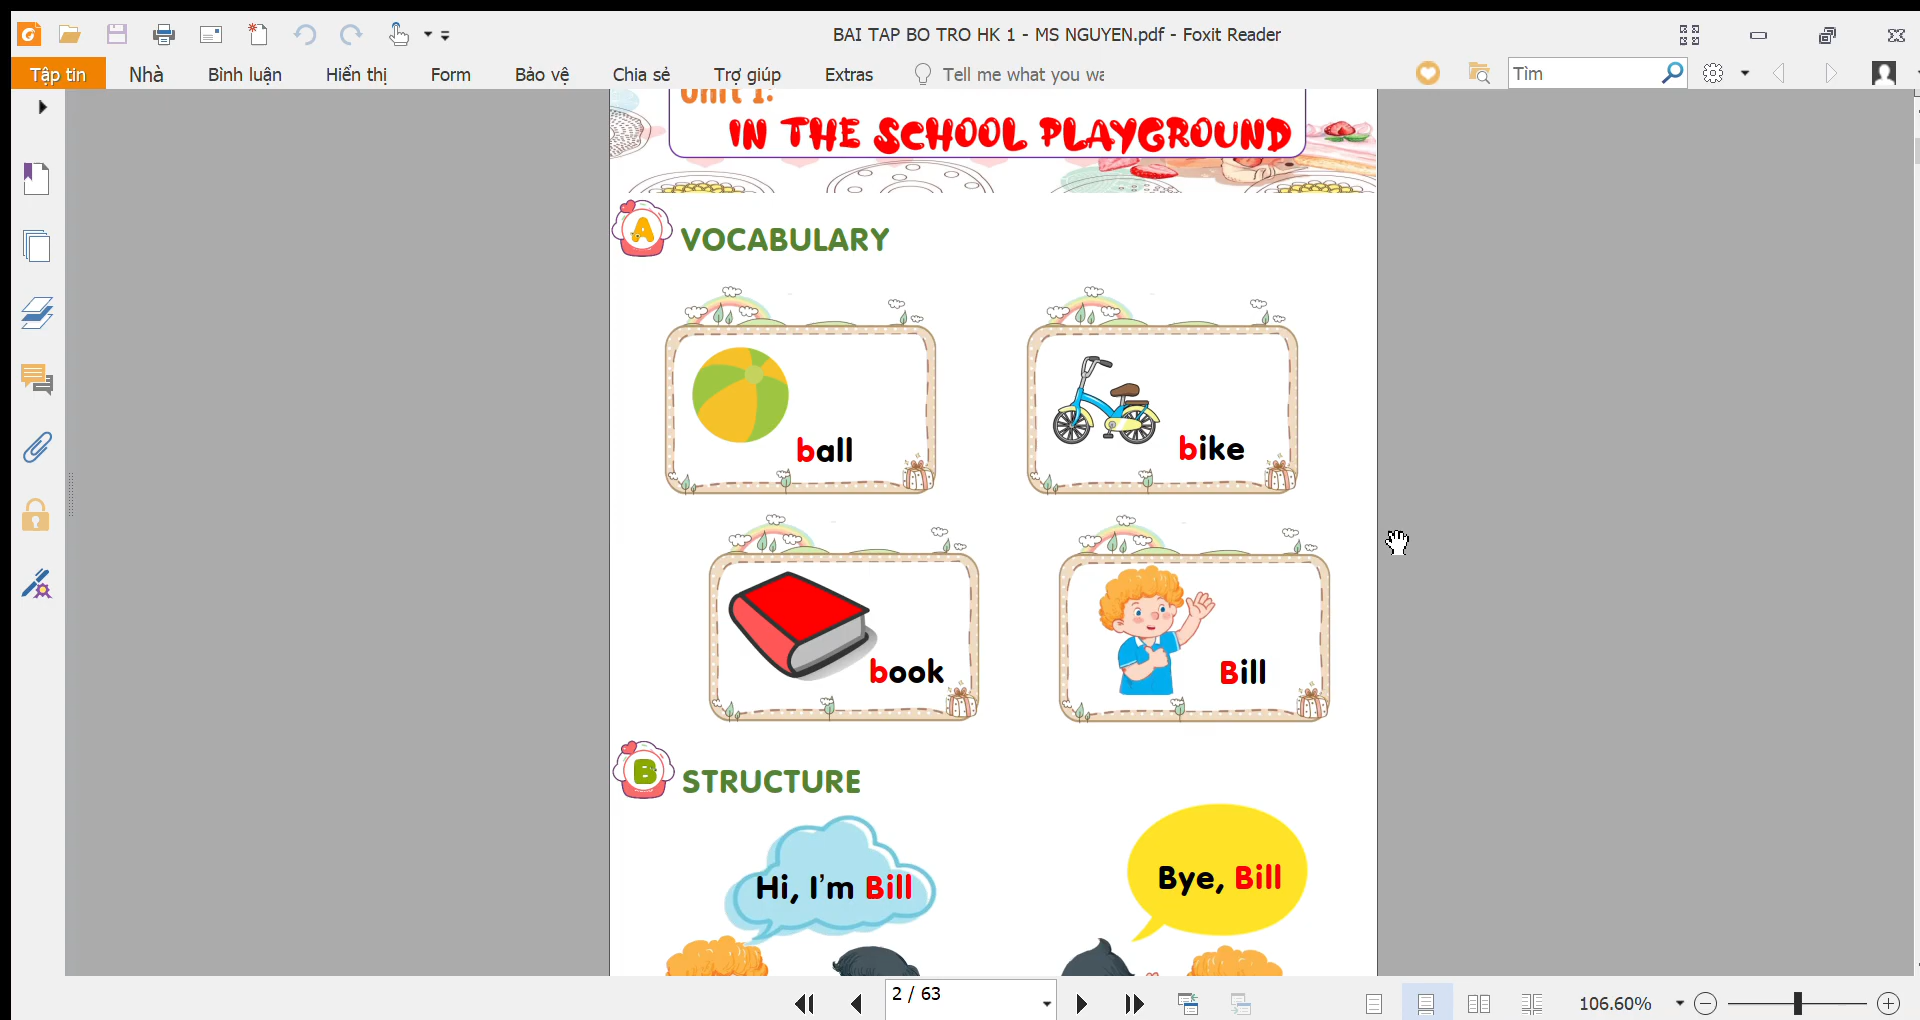 BAI TAP BO TRO HK 1 - MS NGUYEN.pdf - Foxit Reader
Tập tin Nhà Bình luận Hiển thị Form Bảo vệ Chia sẻ Trợ giúp Extras Tell me what you wa
Tìm
Unit 1:
IN THE SCHOOL PLAYGROUND
A VOCABULARY
ball
bike
book
Bill
B STRUCTURE
Hi, I'm Bill
Bye, Bill
2 / 63
106.60%